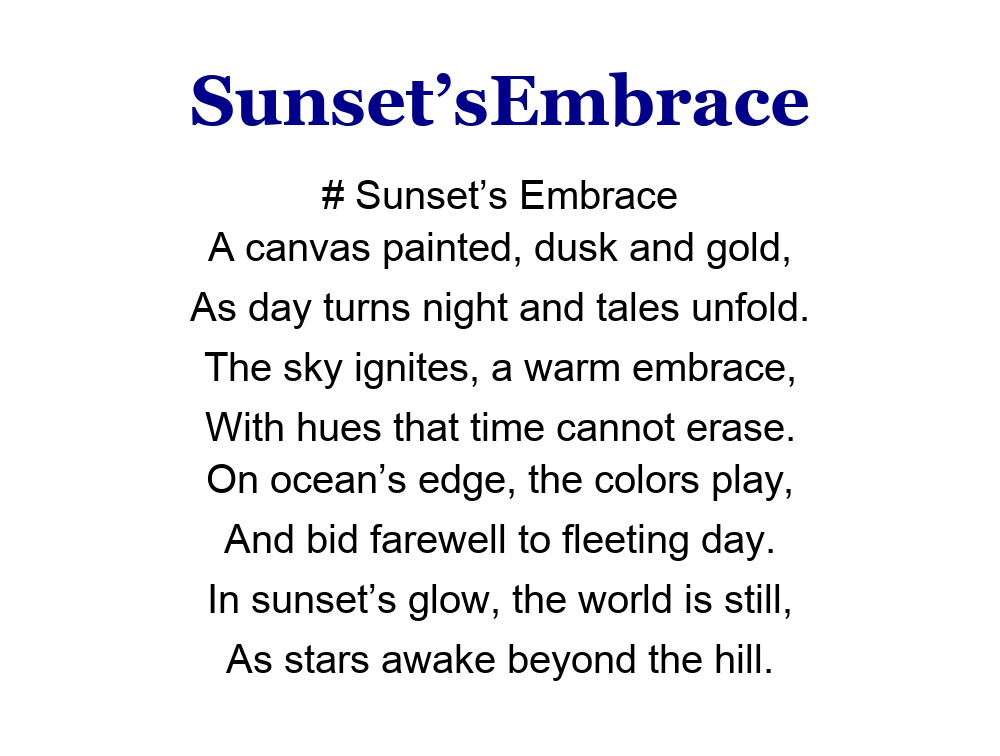 Sunset’sEmbrace
# Sunset’s Embrace
A canvas painted, dusk and gold,
As day turns night and tales unfold.
The sky ignites, a warm embrace,
With hues that time cannot erase.
On ocean’s edge, the colors play,
And bid farewell to fleeting day.
In sunset’s glow, the world is still,
As stars awake beyond the hill.